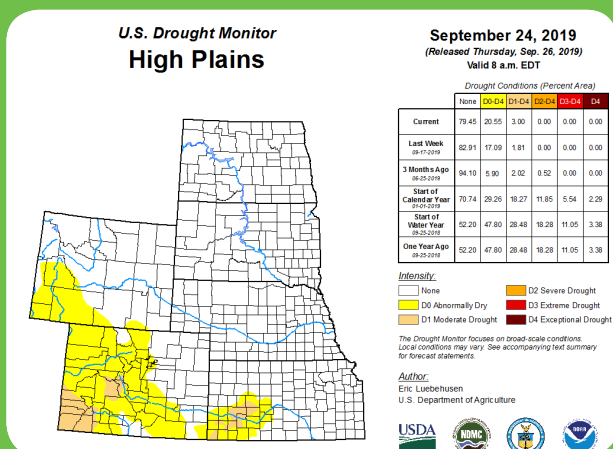 U.S. Drought Monitor
High Plains
September 24, 2019
(Released Thursday, Sep. 26, 2019)
Valid 8 a.m. EDT
Drought Conditions (Percent Area)
None D0-D4 D1-D4 D2-D4 D3-D4 D4
Current 79.45 20.55 3.00 0.00 0.00 0.00
Last Week 82.91 17.09 1.81 0.00 0.00 0.00
09-17-2019
3 Months Ago 94.10 5.90 2.02 0.52 0.00 0.00
06-25-2019
Start of
Calendar Year 70.74 29.26 18.27 11.85 5.54 2.29
01-01-2019
Start of
Water Year 52.20 47.80 28.48 18.28 11.05 3.38
09-25-2018
One Year Ago 52.20 47.80 28.48 18.28 11.05 3.38
09-25-2018
Intensity:
None
D0 Abnormally Dry
D1 Moderate Drought
D2 Severe Drought
D3 Extreme Drought
D4 Exceptional Drought
The Drought Monitor focuses on broad-scale conditions.
Local conditions may vary. See accompanying text summary
for forecast statements.
Author:
Eric Luebehusen
U.S. Department of Agriculture
USDA
NDMC
NOAA